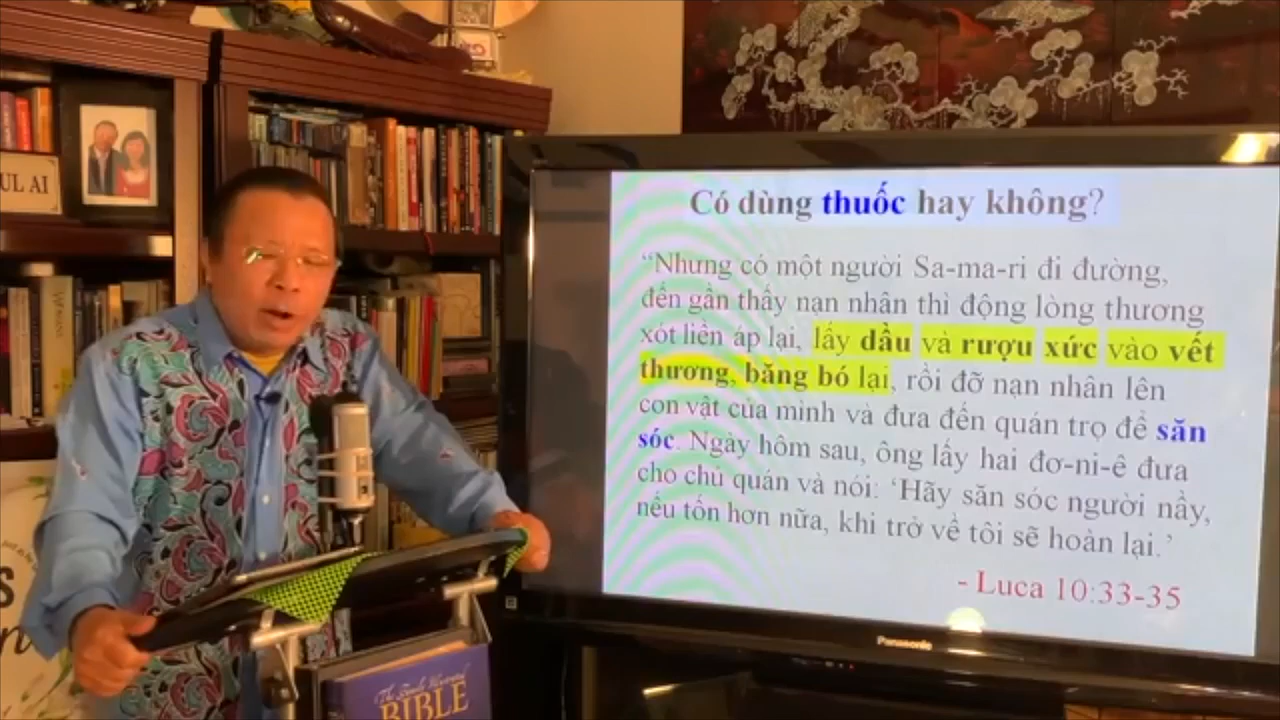 Có dùng thuốc hay không?
“Nhưng có một người Sa-ma-ri đi đường,
đến gần thấy nạn nhân thì động lòng thương
xót liền áp lại, lấy dầu và rượu xức vào vết
thương, băng bó lại, rồi đỡ nạn nhân lên
con vật của mình và đưa đến quán trọ để săn
sóc. Ngày hôm sau, ông lấy hai đơ-ni-ê đưa
cho chủ quán và nói: ‘Hãy săn sóc người nầy,
nếu tốn hơn nữa, khi trở về tôi sẽ hoàn lại.’
- Luca 10:33-35
Panasonic
UL AI
The Family Illustrated
BIBLE